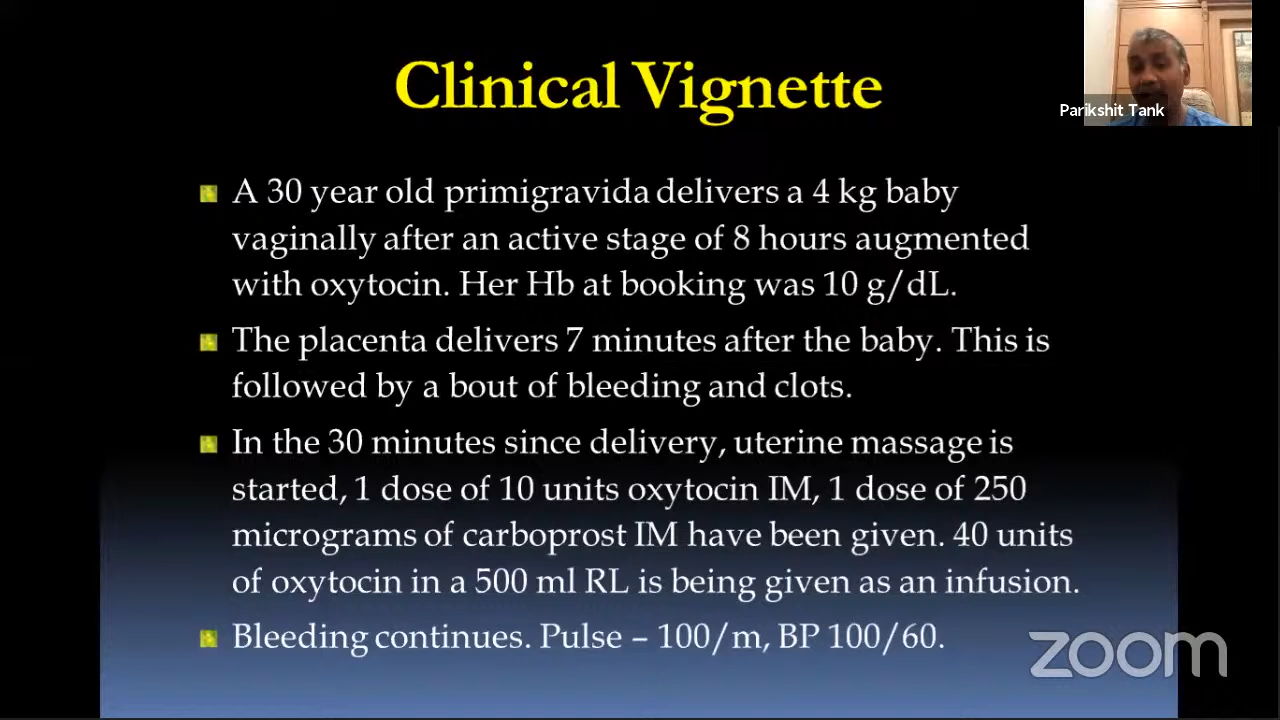 Clinical Vignette
Parikshit Tank
A 30 year old primigravida delivers a 4 kg baby
vaginally after an active stage of 8 hours augmented
with oxytocin. Her Hb at booking was 10 g/dL.
The placenta delivers 7 minutes after the baby. This is
followed by a bout of bleeding and clots.
In the 30 minutes since delivery, uterine massage is
started, 1 dose of 10 units oxytocin IM, 1 dose of 250
micrograms of carboprost IM have been given. 40 units
of oxytocin in a 500 ml RL is being given as an infusion.
Bleeding continues. Pulse – 100/m, BP 100/60.
zoom